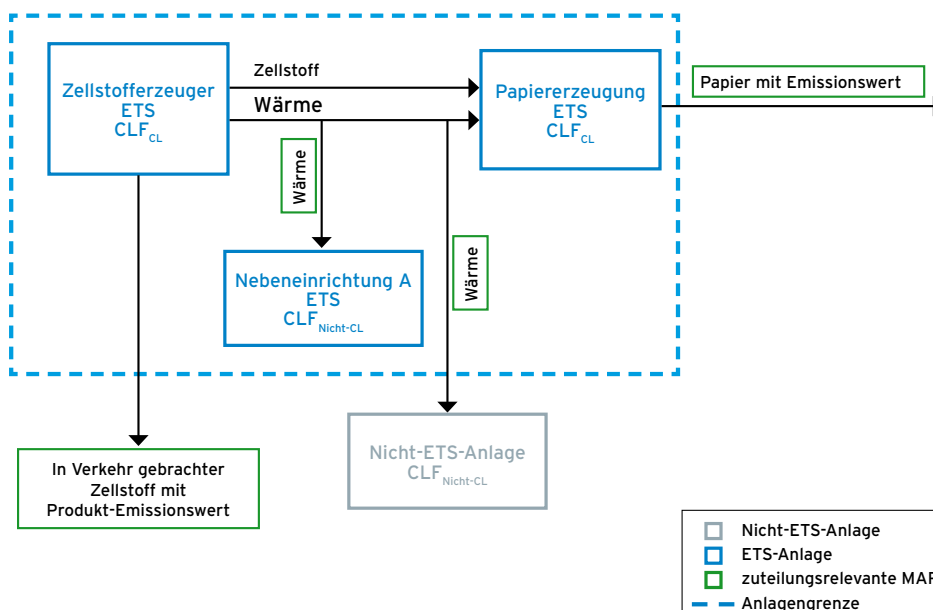 Zellstofferzeuger
ETS
CLF CL
Zellstoff
Wärme
Papiererzeugung
ETS
CLF CL
Papier mit Emissionswert
Wärme
Wärme
Nebeneinrichtung A
ETS
CLF Nicht-CL
Nicht-ETS-Anlage
CLF Nicht-CL
In Verkehr gebrachter
Zellstoff mit
Produkt-Emissionswert
Nicht-ETS-Anlage
ETS-Anlage
zuteilungsrelevante
Anlagengrenze